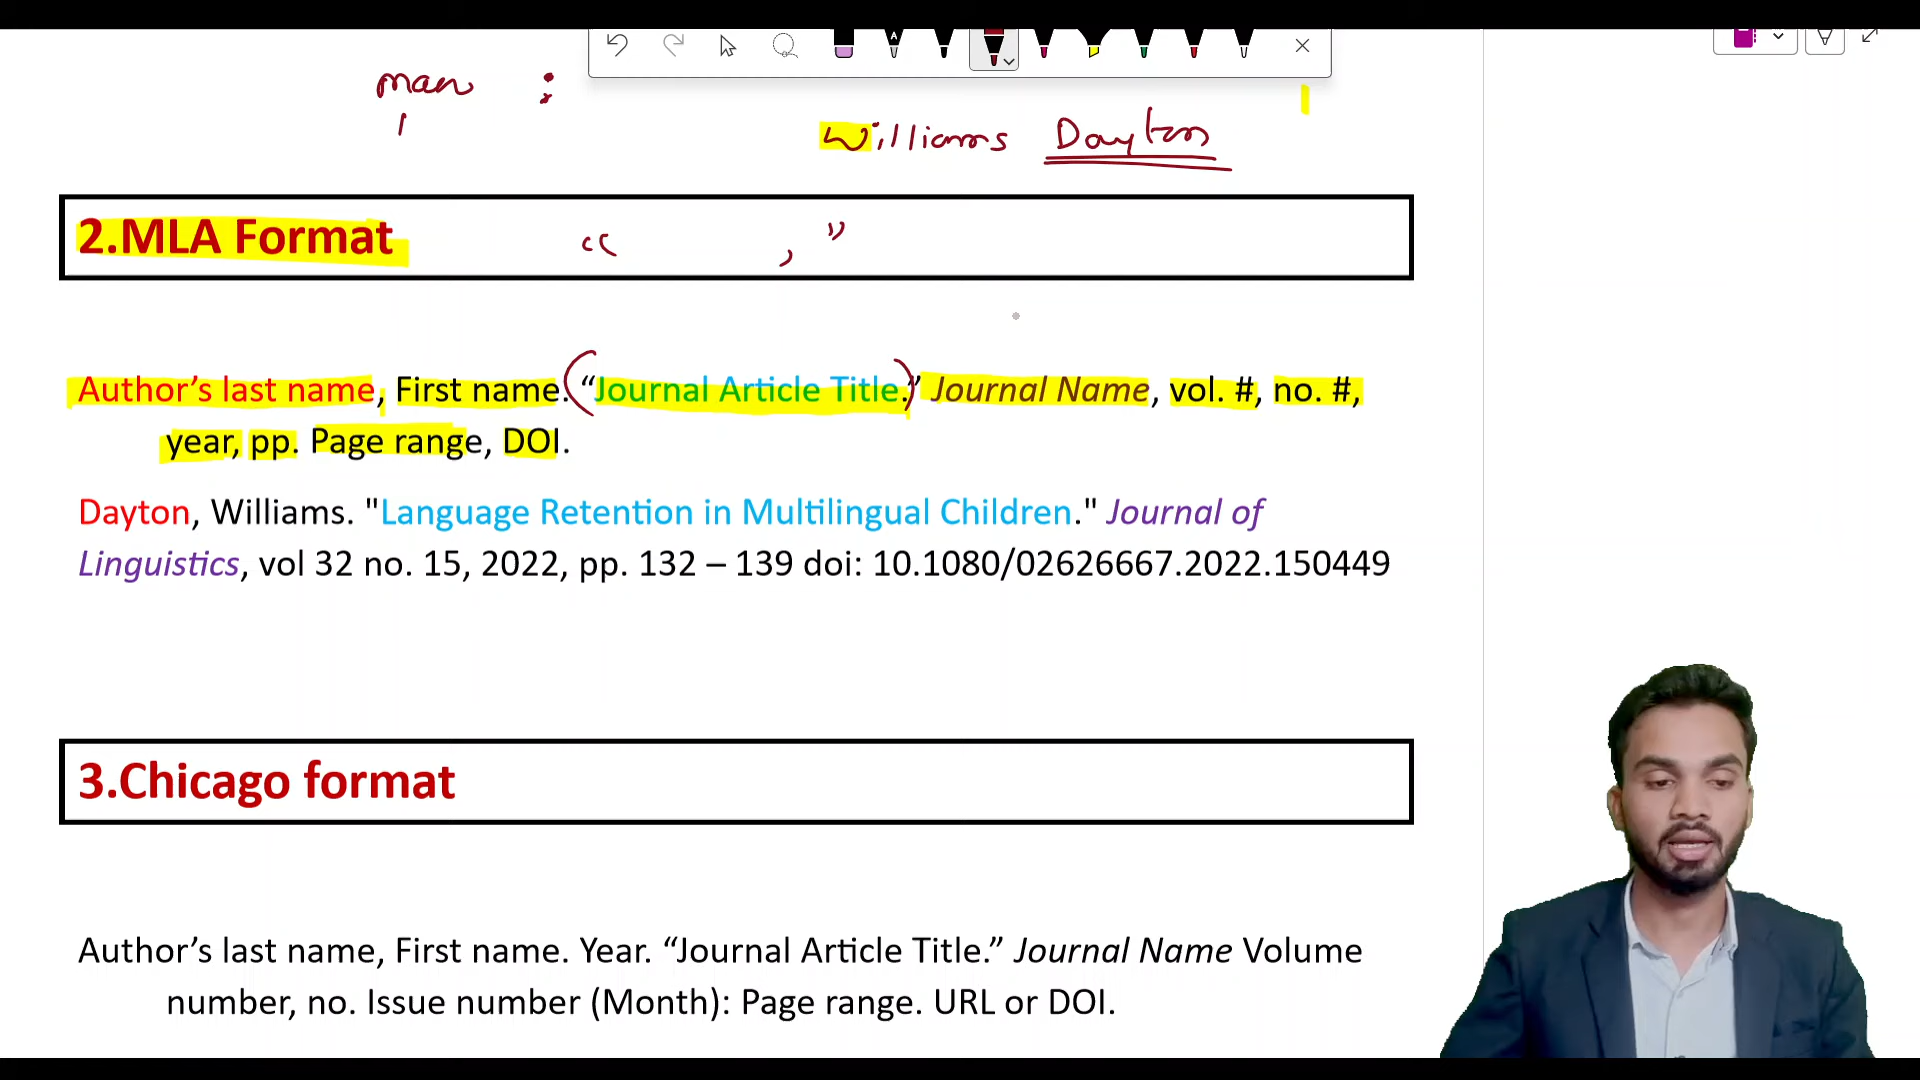 man :
Williams Dayton
2.MLA Format “ , ”
Author’s last name, First name. “Journal Article Title.” Journal Name, vol. #, no. #,
year, pp. Page range, DOI.
Dayton, Williams. "Language Retention in Multilingual Children." Journal of
Linguistics, vol 32 no. 15, 2022, pp. 132 – 139 doi: 10.1080/02626667.2022.150449
3.Chicago format
Author’s last name, First name. Year. “Journal Article Title.” Journal Name Volume
number, no. Issue number (Month): Page range. URL or DOI.